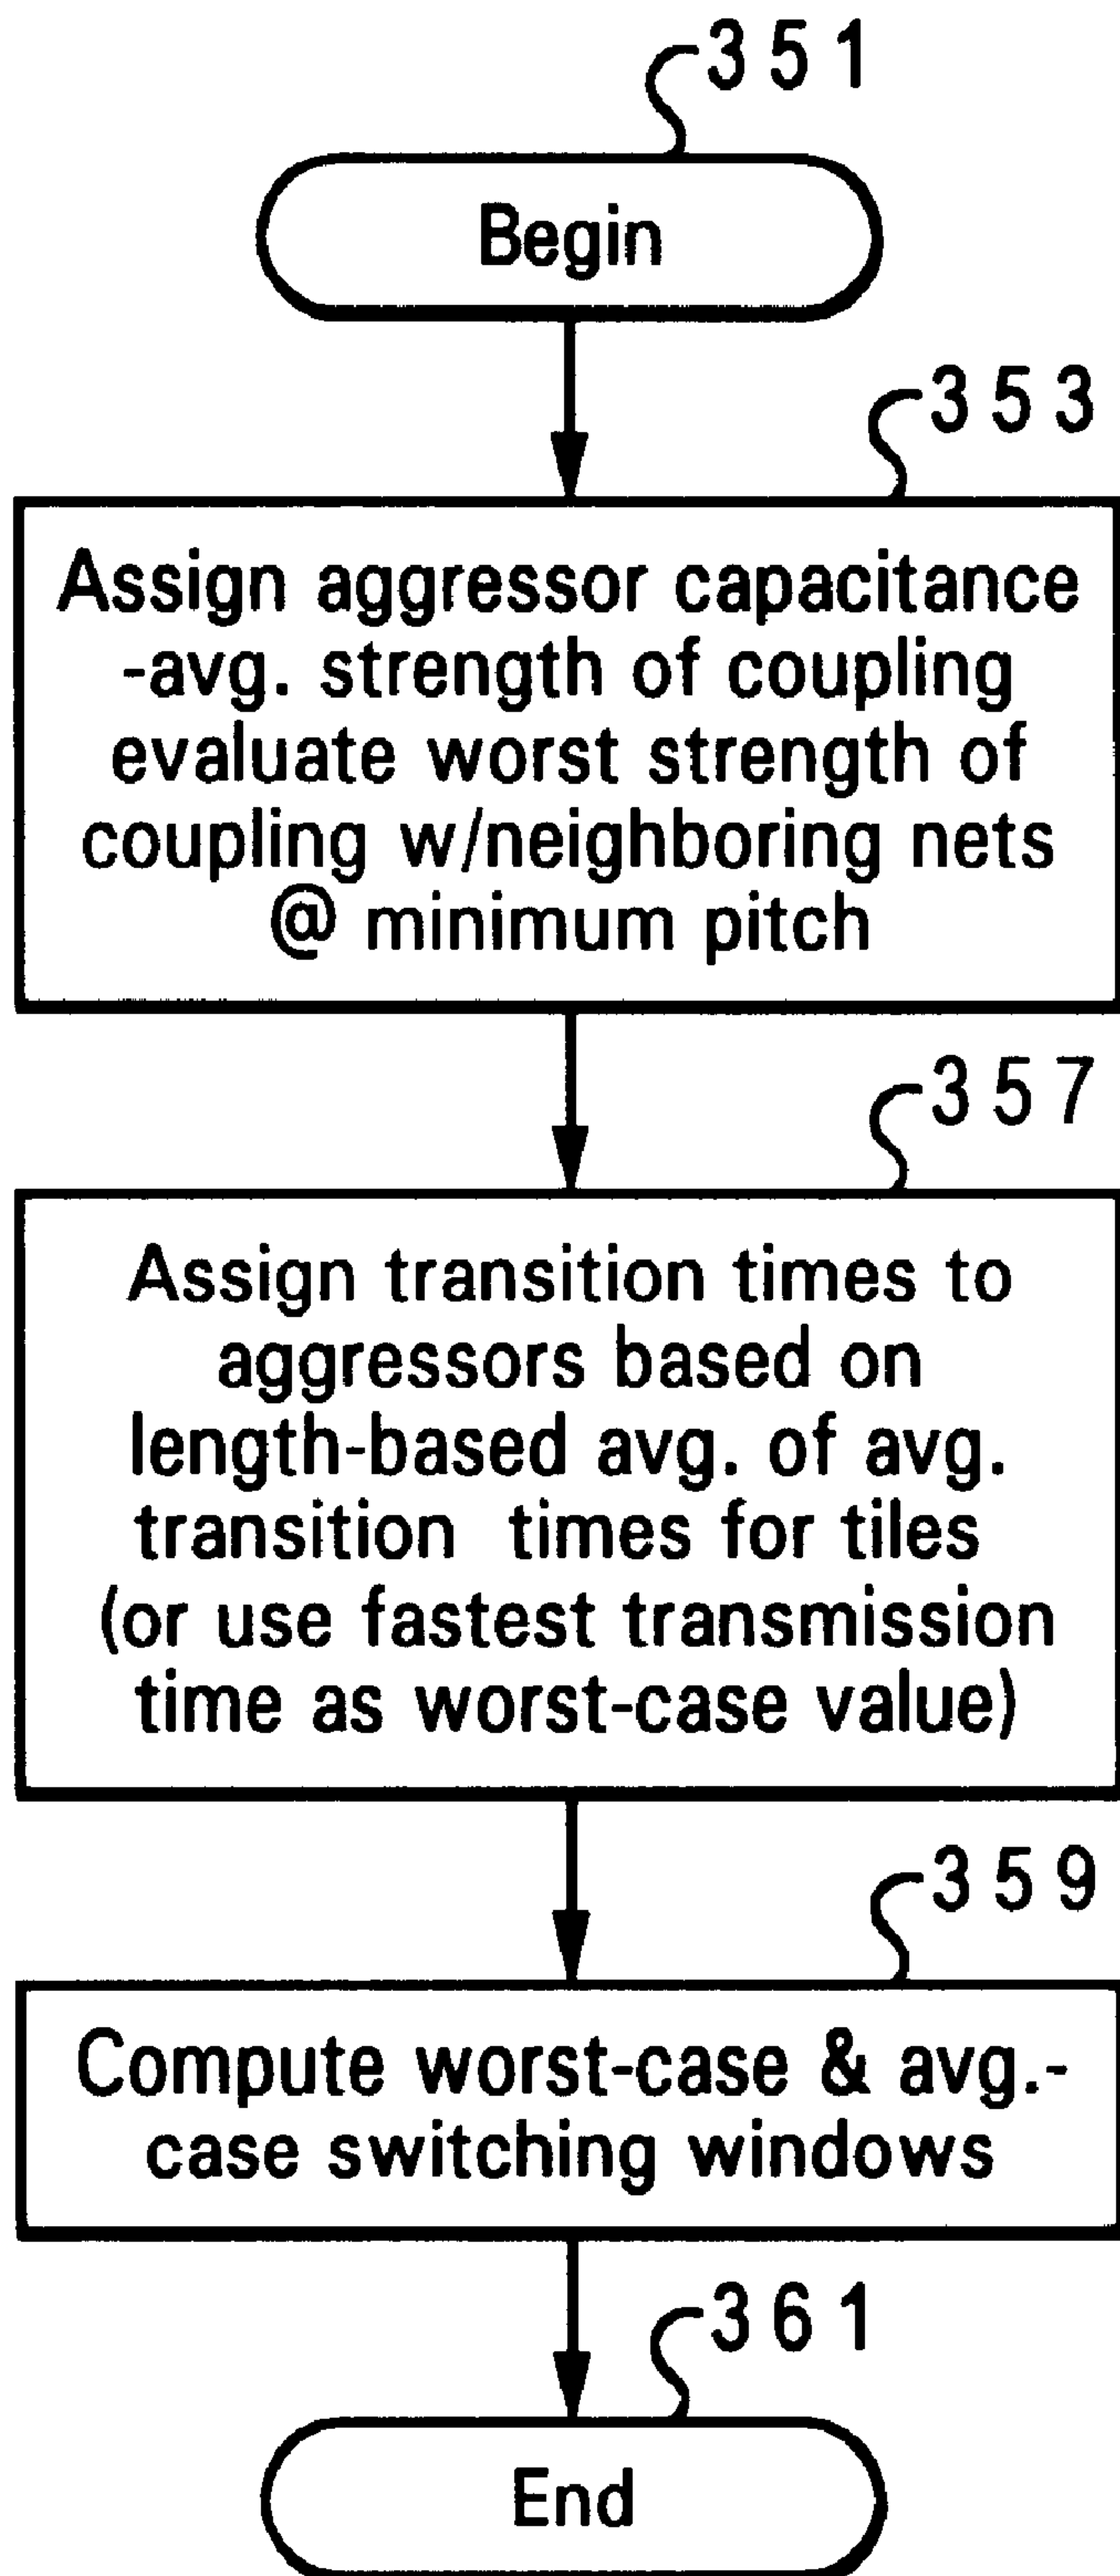 351
Begin
353
Assign aggressor capacitance
-avg. strength of coupling
evaluate worst strength of
coupling w/neighboring nets
@ minimum pitch
357
Assign transition times to
aggressors based on
length-based avg. of avg.
transition times for tiles
(or use fastest transmission
time as worst-case value)
359
Compute worst-case & avg.-
case switching windows
361
End